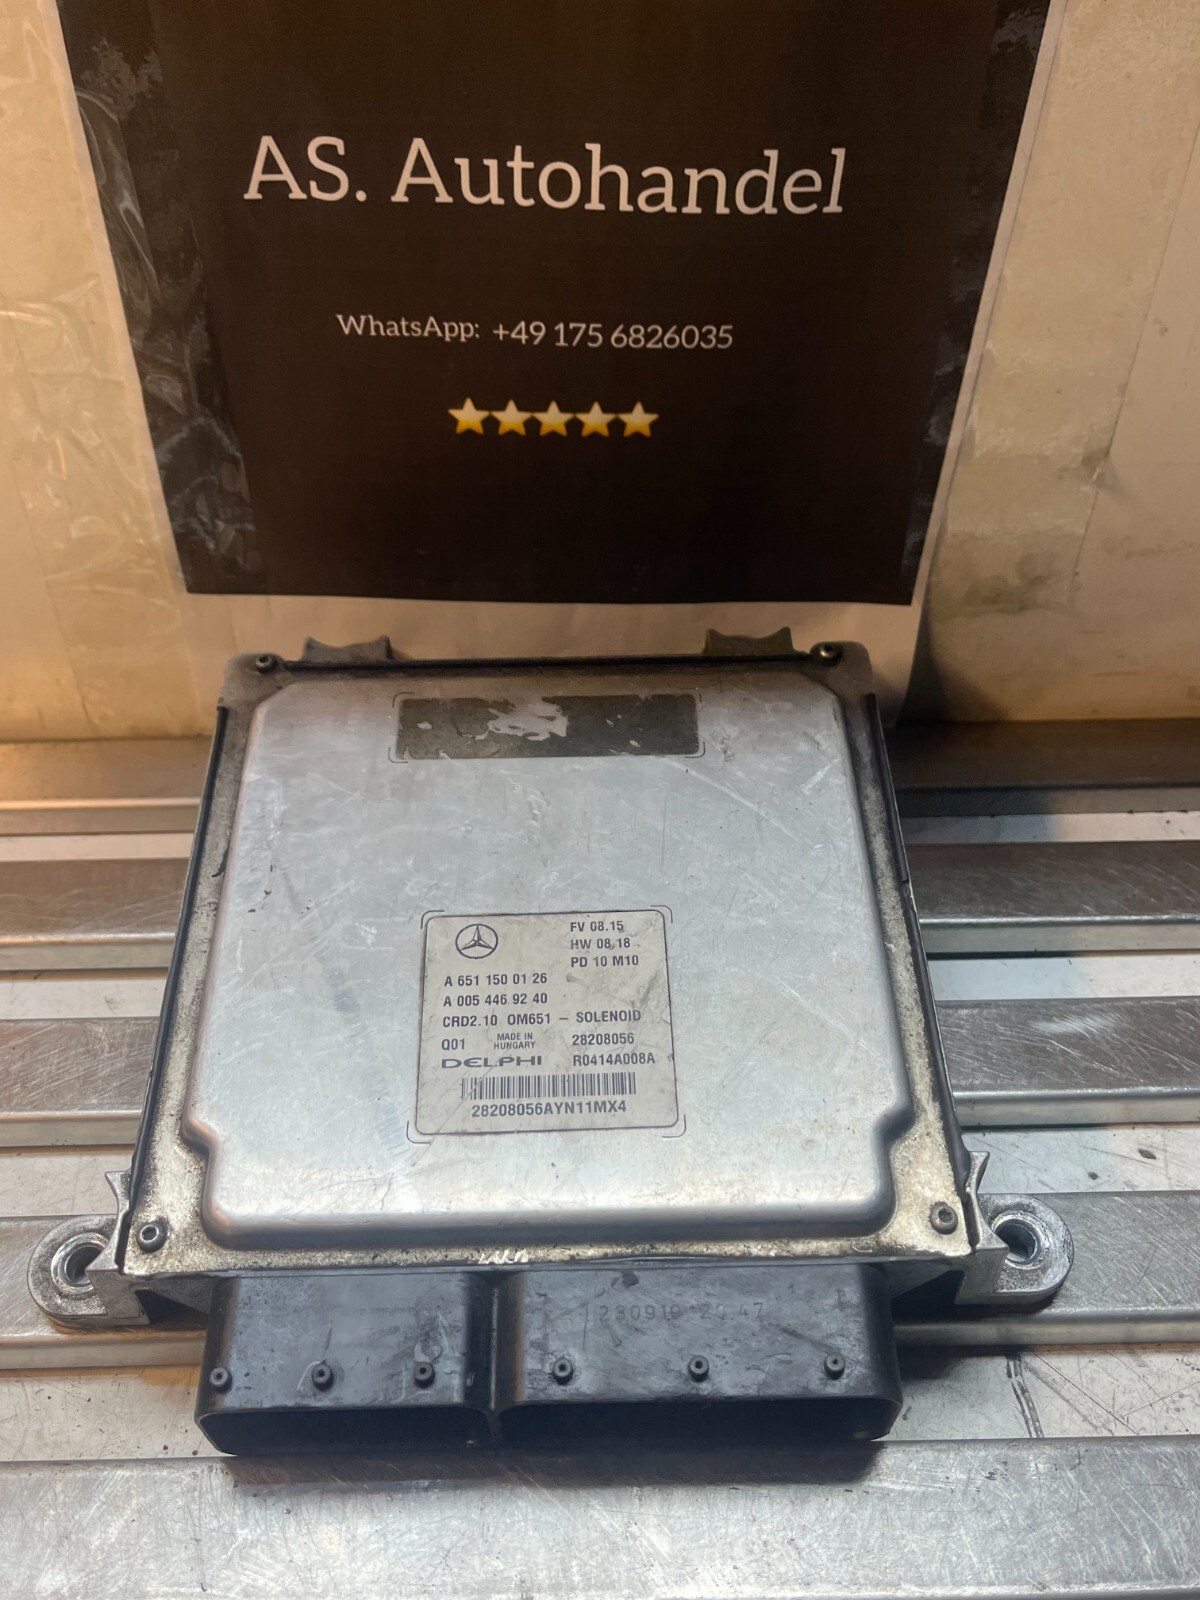 AS. Autohandel
WhatsApp: +49 175 6826035
FV 08.15
HW 08.18
PD 10 M10
A 651 150 01 26
A 005 446 92 40
CRD2.10 OM651 – SOLENOID
Q01 MADE IN HUNGARY 28208056
DELPHI R0414A008A
28208056AYN11MX4